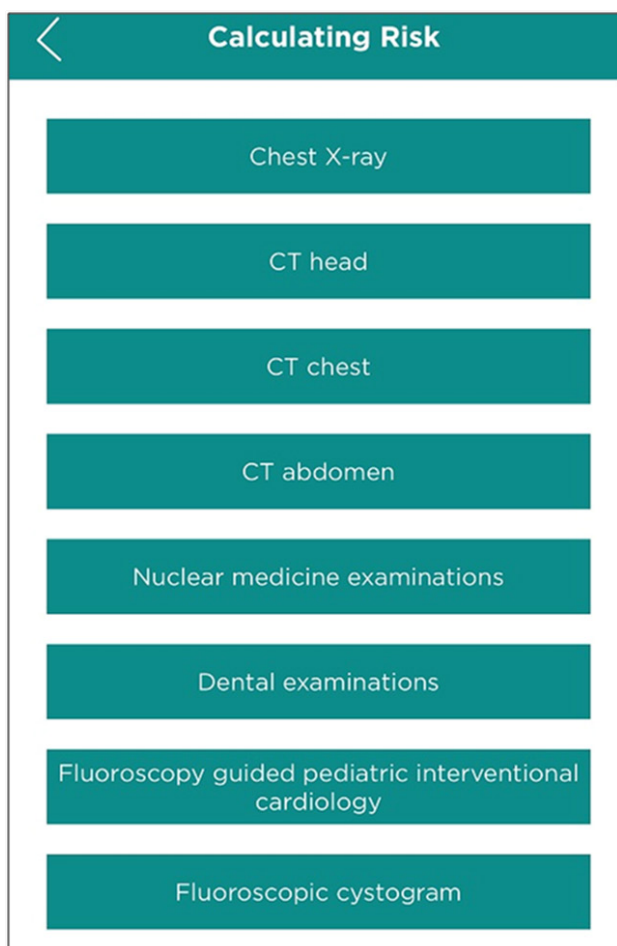 Calculating Risk
Chest X-ray
CT head
CT chest
CT abdomen
Nuclear medicine examinations
Dental examinations
Fluoroscopy guided pediatric interventional
cardiology
Fluoroscopic cystogram